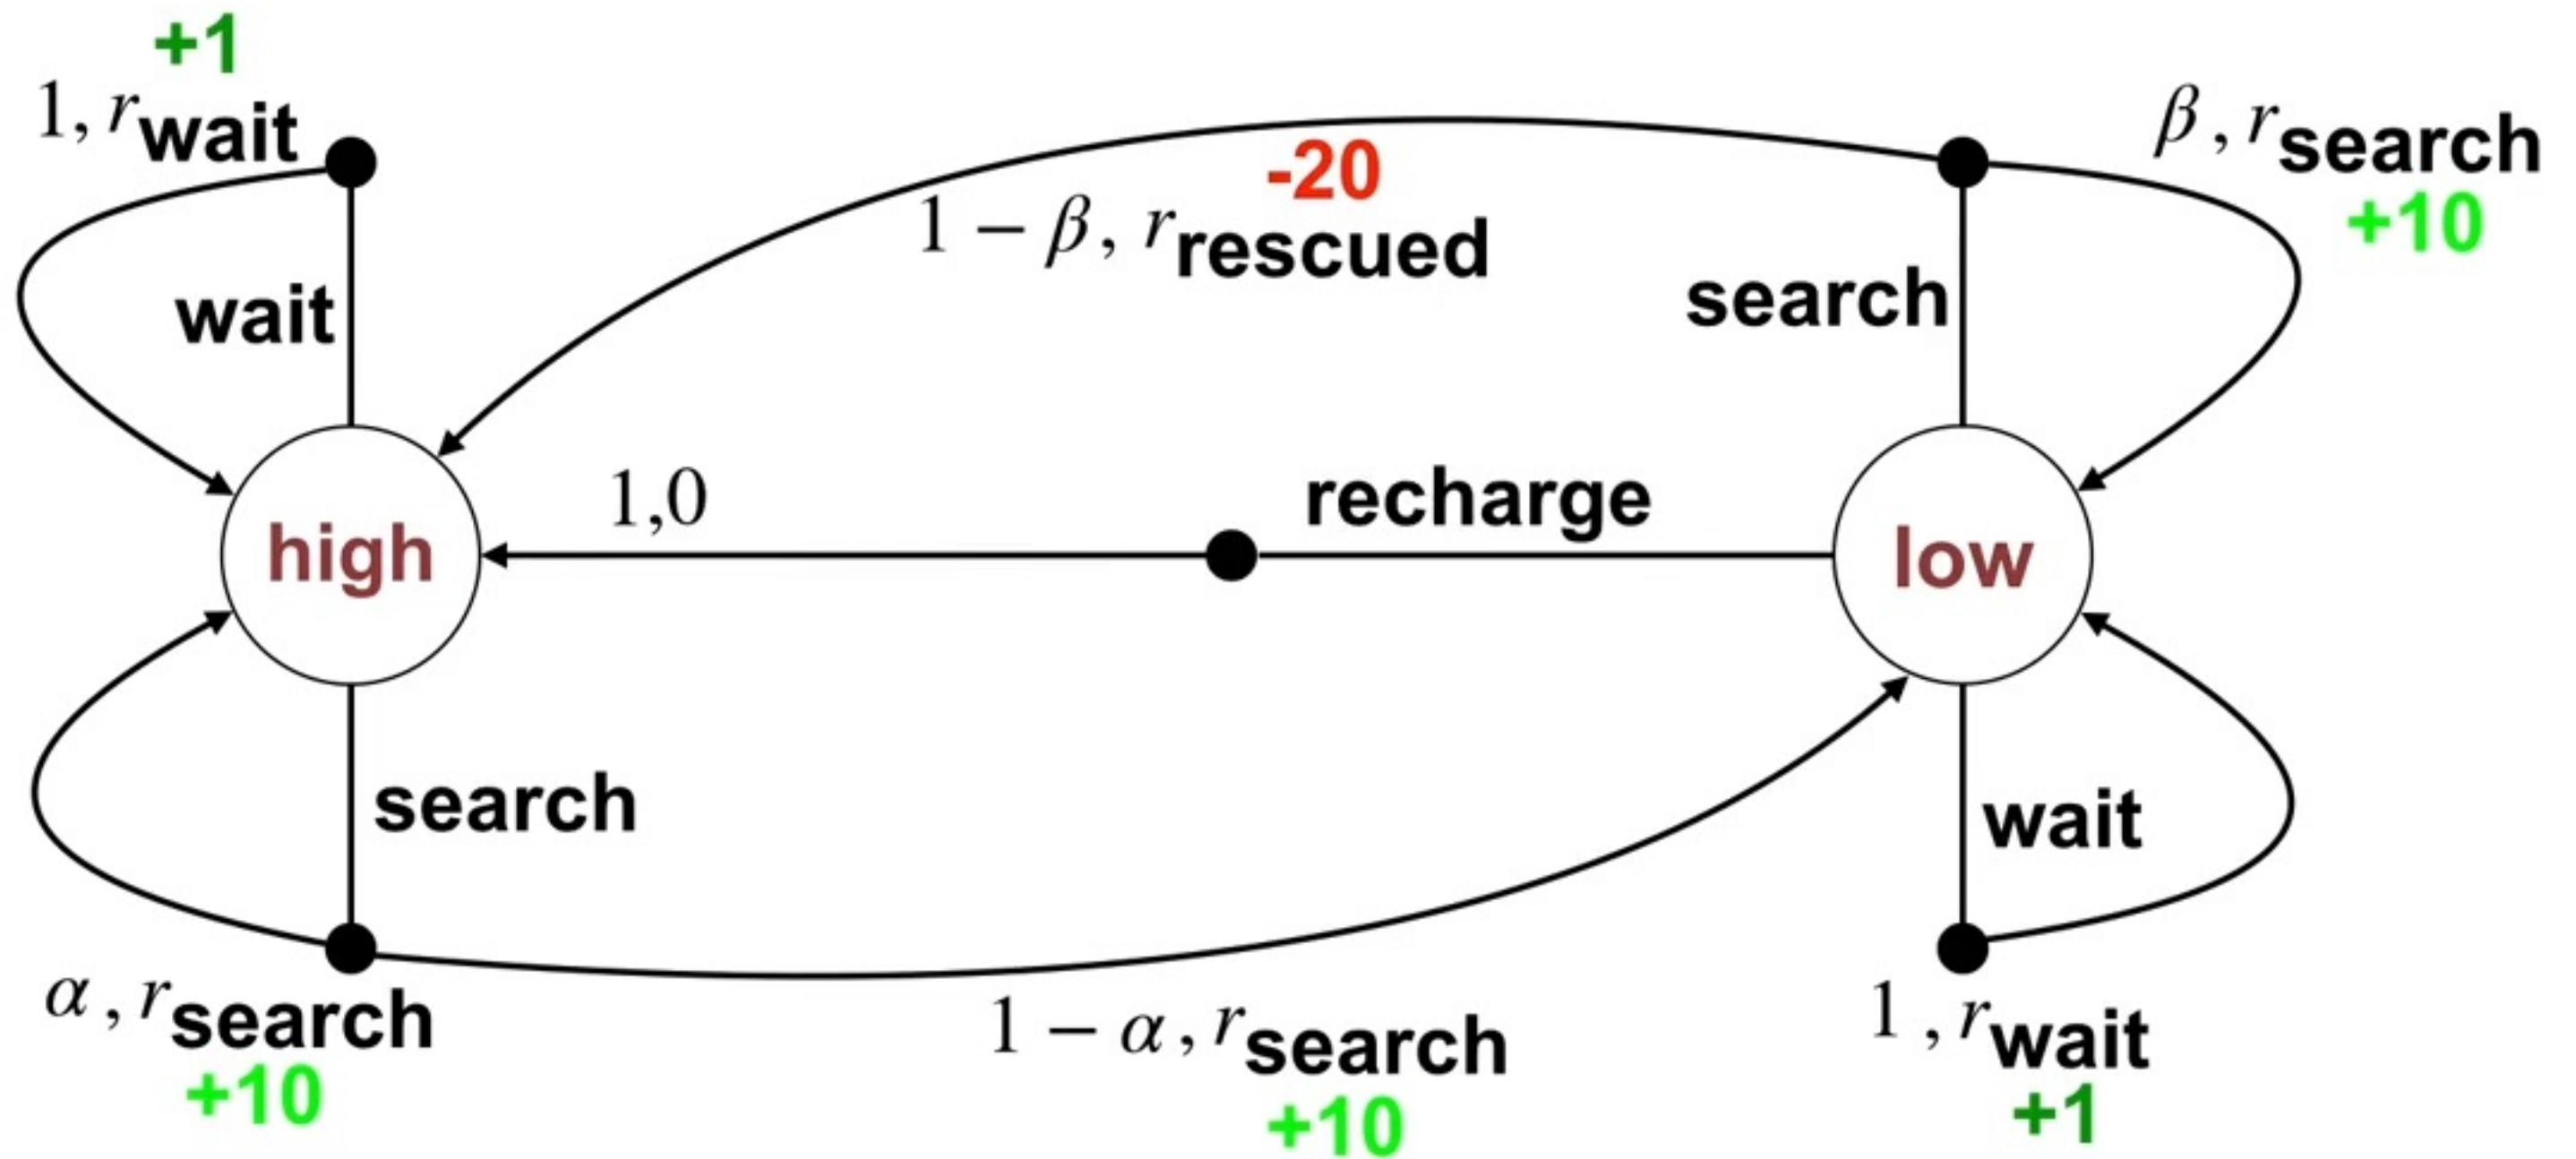 +1
1, r wait
wait
-20
1 − β, r rescued
β, r search
+10
search
high
1,0
recharge
low
search
wait
α, r search
+10
1 − α, r search
+10
1, r wait
+1